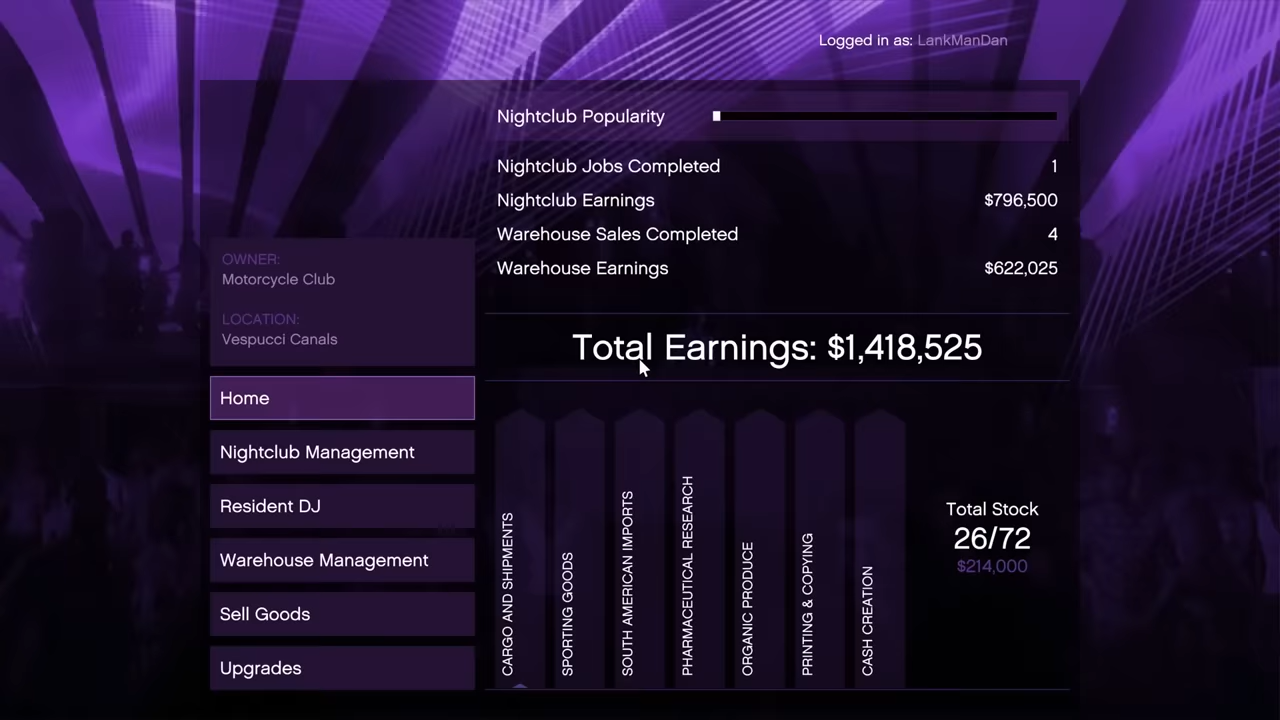 Logged in as: LankManDan
Nightclub Popularity
Nightclub Jobs Completed 1
Nightclub Earnings $796,500
Warehouse Sales Completed 4
Warehouse Earnings $622,025
OWNER:
Motorcycle Club
LOCATION:
Vespucci Canals
Total Earnings: $1,418,525
Home
Nightclub Management
Resident DJ
Warehouse Management
Sell Goods
Upgrades
CARGO AND SHIPMENTS
SPORTING GOODS
SOUTH AMERICAN IMPORTS
PHARMACEUTICAL RESEARCH
ORGANIC PRODUCE
PRINTING & COPYING
CASH CREATION
Total Stock
26/72
$214,000